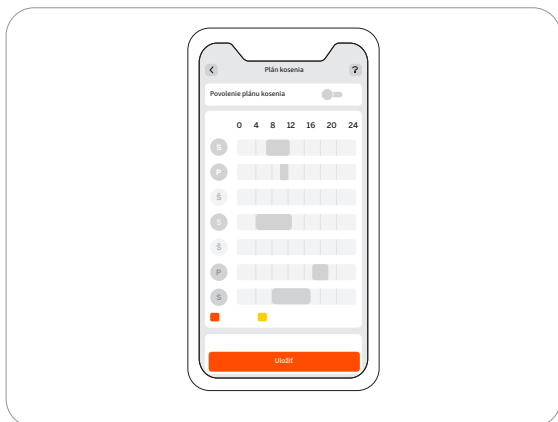 Plán kosenia ?
Povolenie plánu kosenia
0 4 8 12 16 20 24
S
P
Š
S
Š
P
S
Uložiť